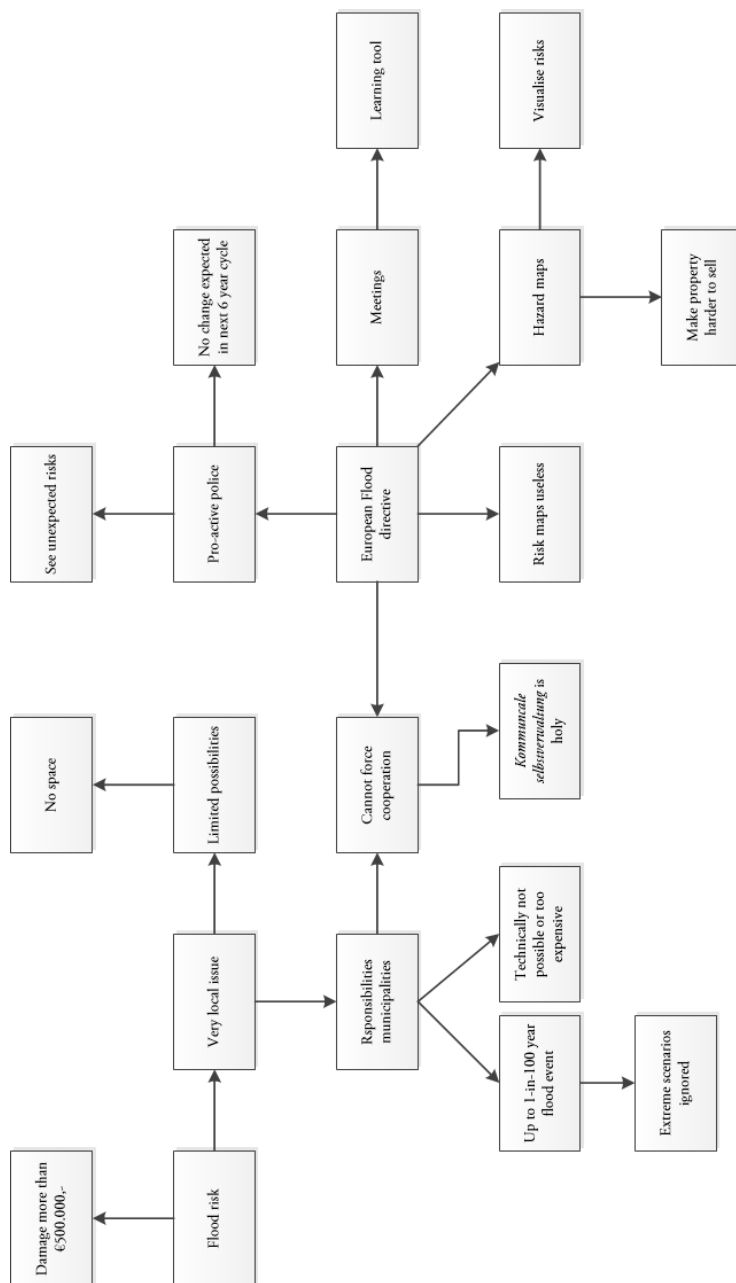 Damage more than
€500.000,-
No space
See unexpected risks
Flood risk
Very local issue
Limited possibilities
Pro-active police
No change expected
in next 6 year cycle
Rsponsibilities
municipalities
Cannot force
cooperation
European Flood
directive
Meetings
Learning tool
Up to 1-in-100 year
flood event
Technically not
possible or too
expensive
Kommuncale
selbstverwaltung is
holy
Risk maps useless
Hazard maps
Visualise risks
Extreme scenarios
ignored
Make property
harder to sell